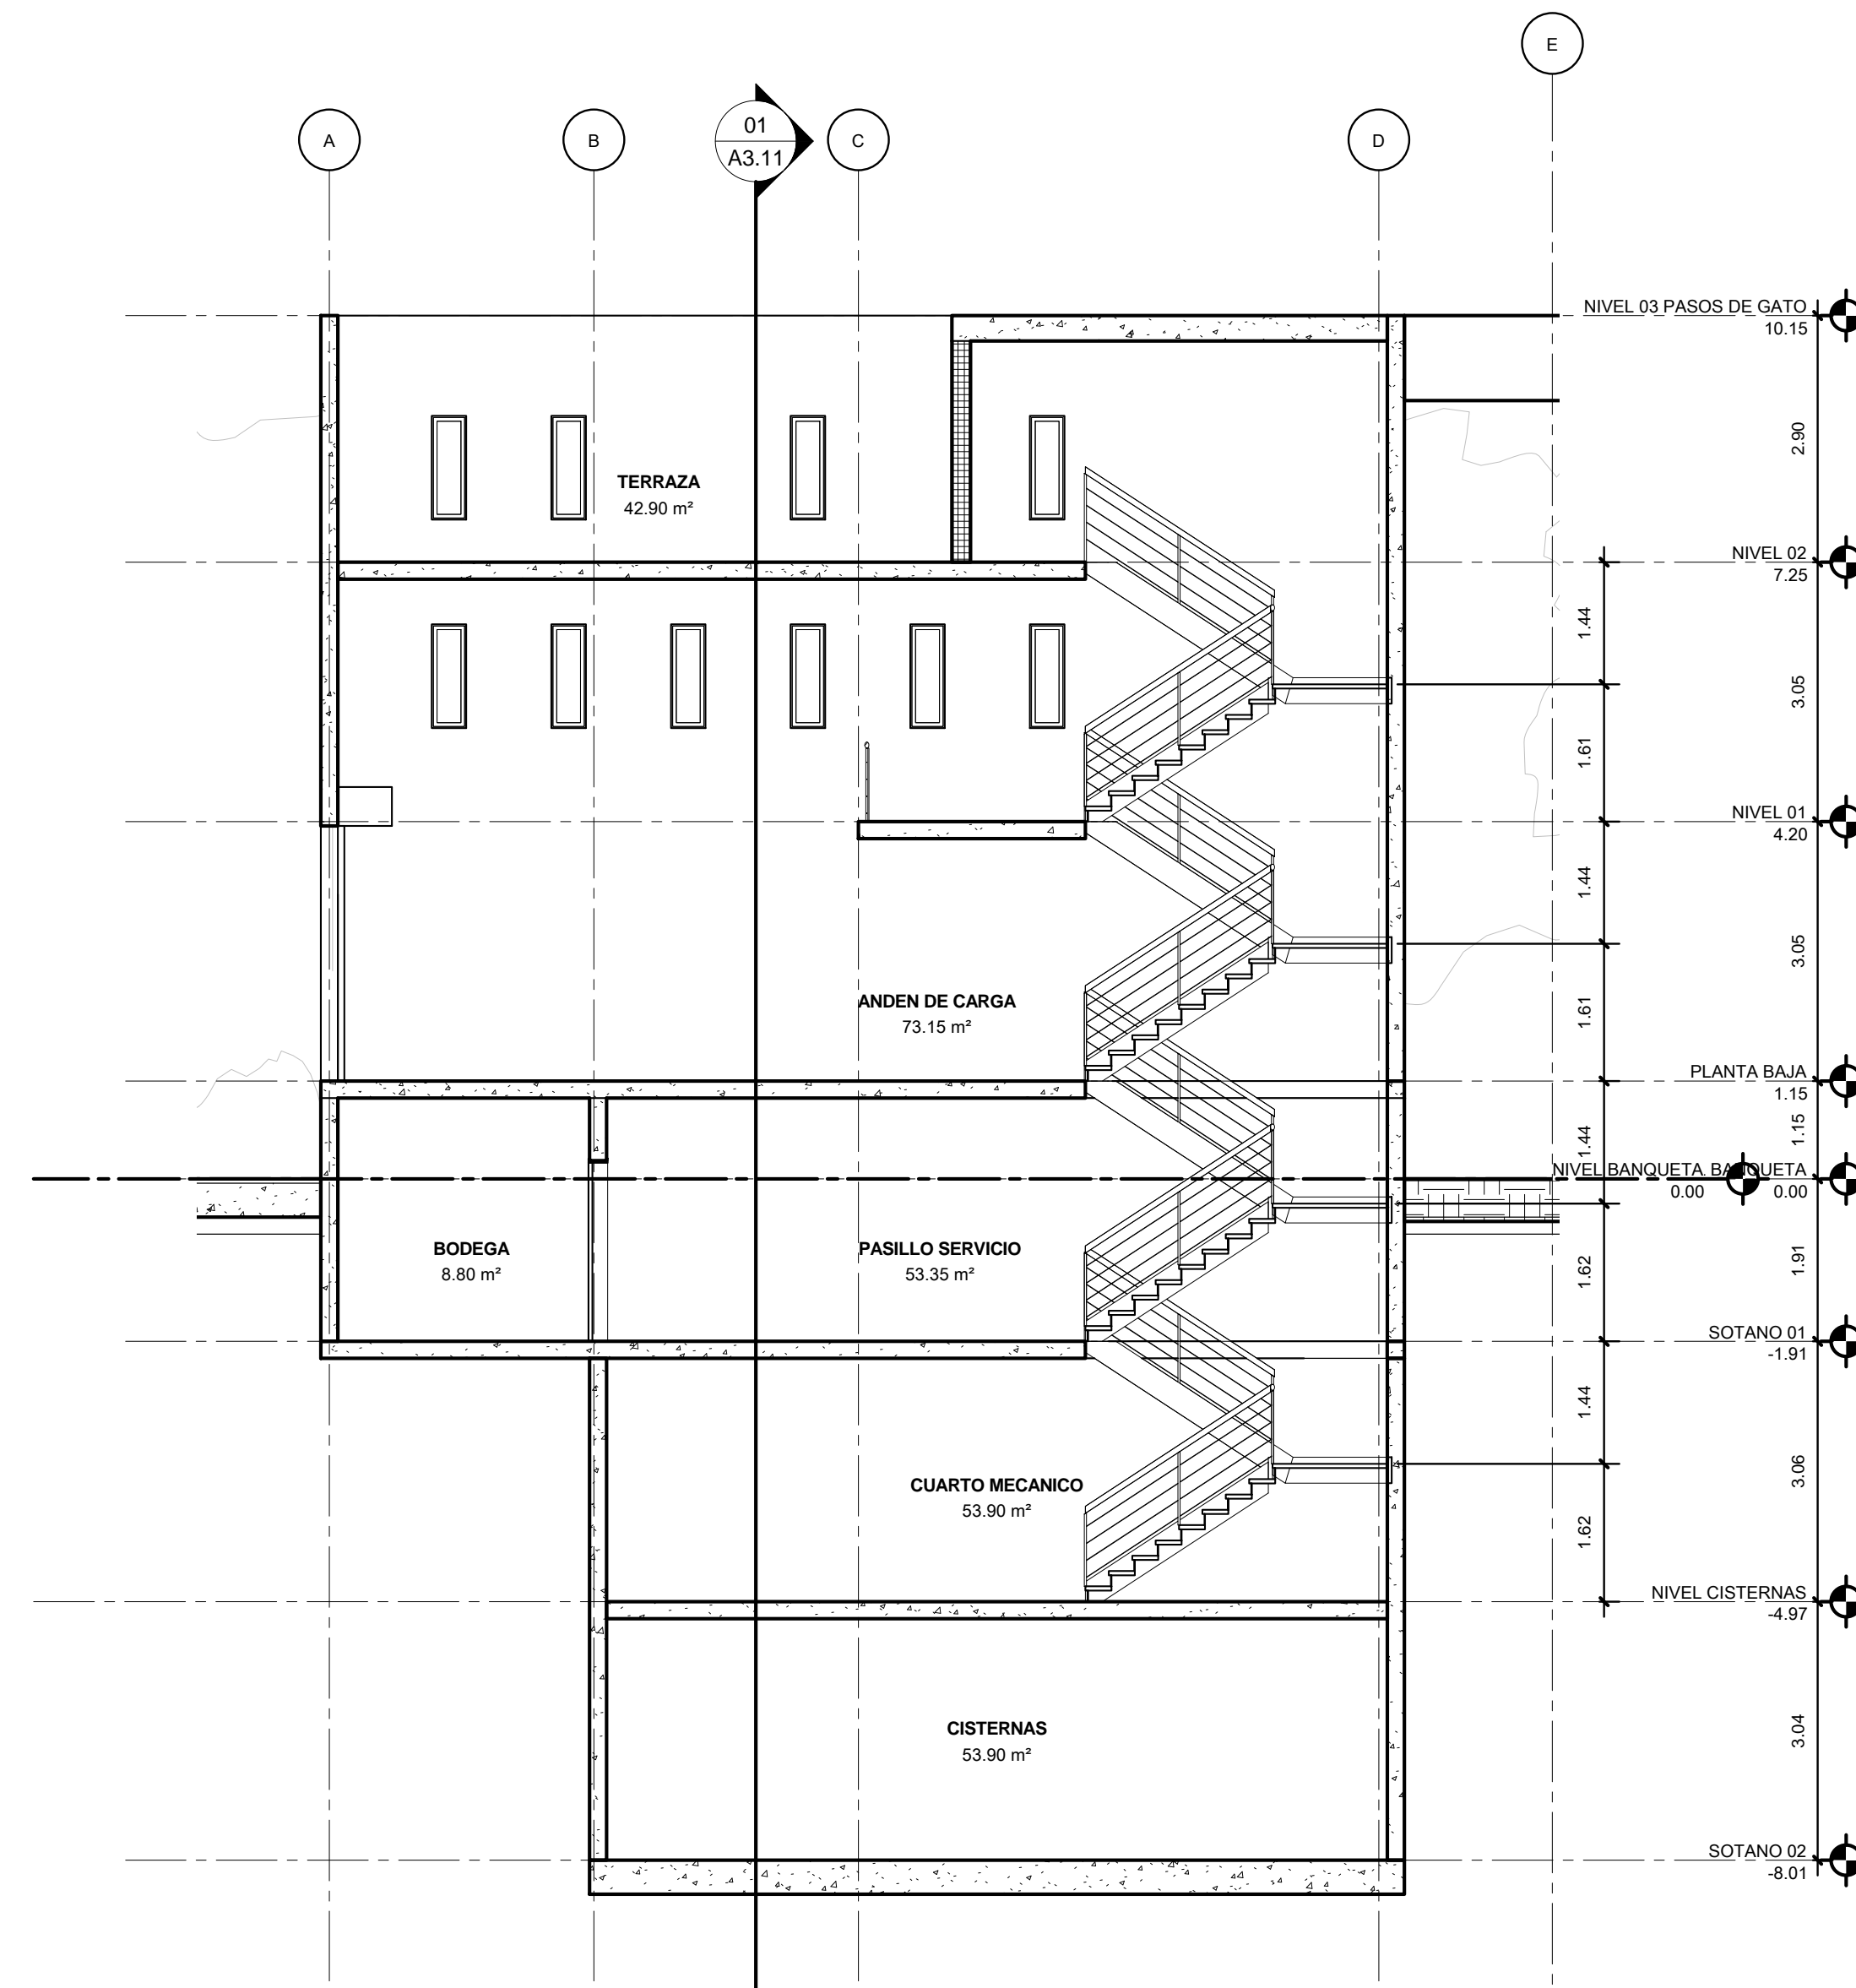 E
A
B
01
A3.11
C
D
NIVEL 03 PASOS DE GATO
10.15
2.90
TERRAZA
42.90 m²
NIVEL 02
7.25
1.44
3.05
1.61
NIVEL 01
4.20
1.44
3.05
ANDEN DE CARGA
73.15 m²
1.61
PLANTA BAJA
1.15
1.15
1.44
NIVEL BANQUETA. BANQUETA
0.00
0.00
BODEGA
8.80 m²
PASILLO SERVICIO
53.35 m²
1.91
1.62
SOTANO 01
-1.91
1.44
3.06
CUARTO MECANICO
53.90 m²
1.62
NIVEL CISTERNAS
-4.97
CISTERNAS
53.90 m²
3.04
SOTANO 02
-8.01